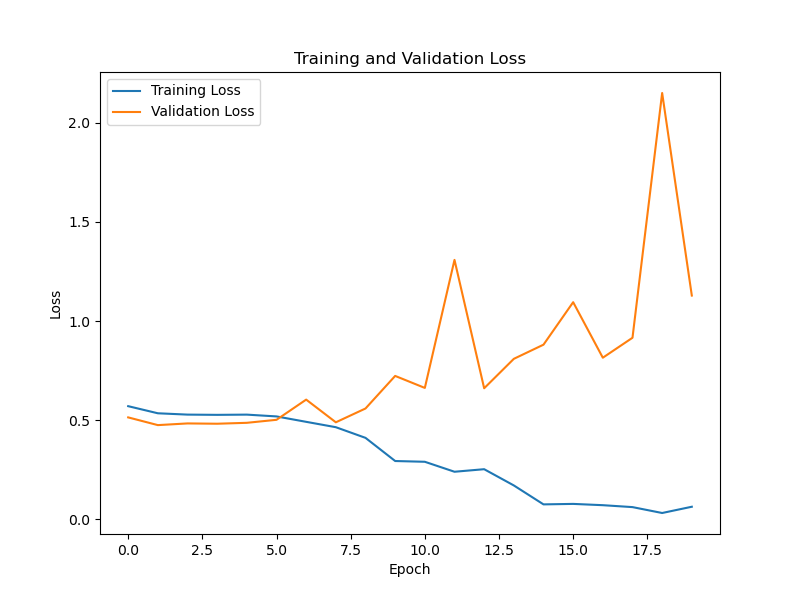 Training and Validation Loss
Training Loss
Validation Loss
2.0
1.5
1.0
0.5
0.0
Loss
0.0 2.5 5.0 7.5 10.0 12.5 15.0 17.5
Epoch